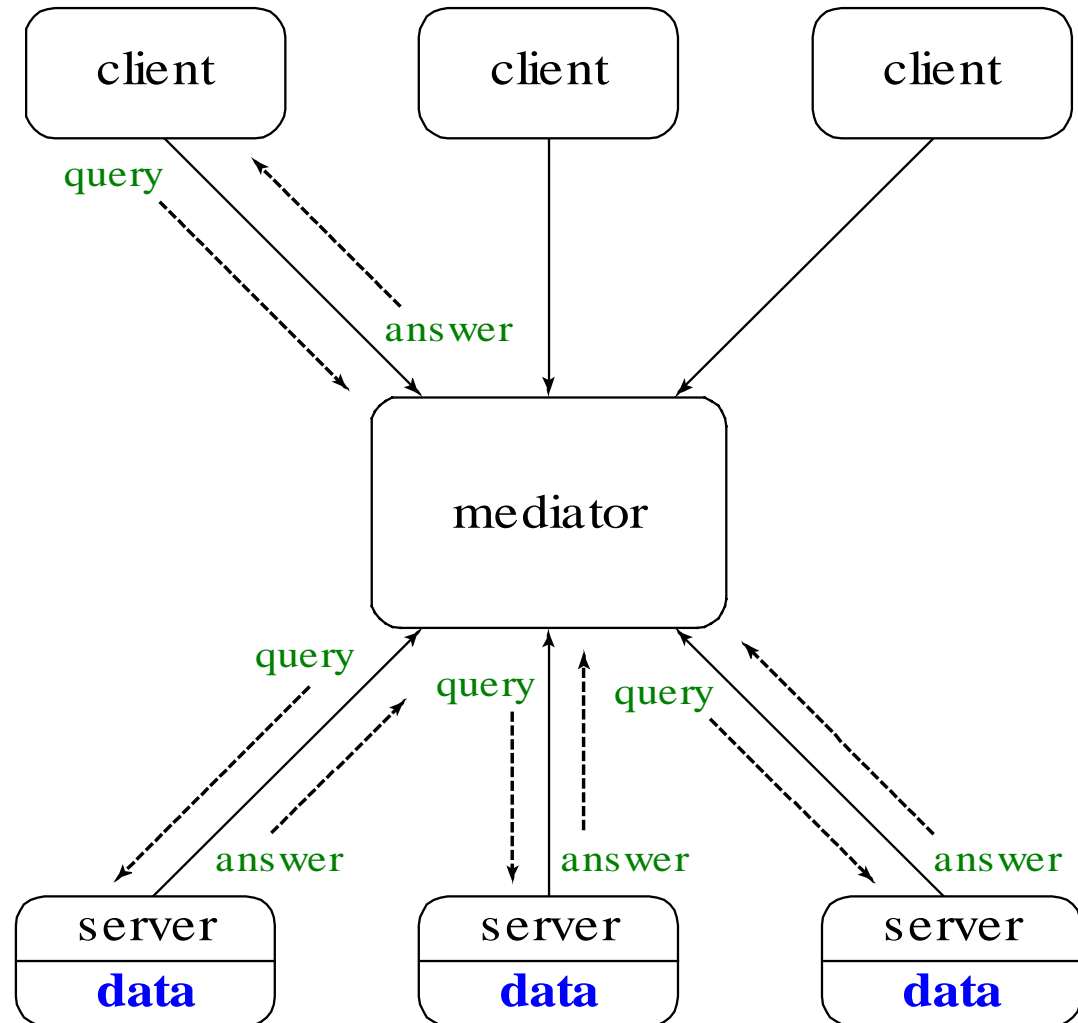 client
client
client
query
answer
mediator
query
query
query
answer
answer
answer
server
server
server
data
data
data